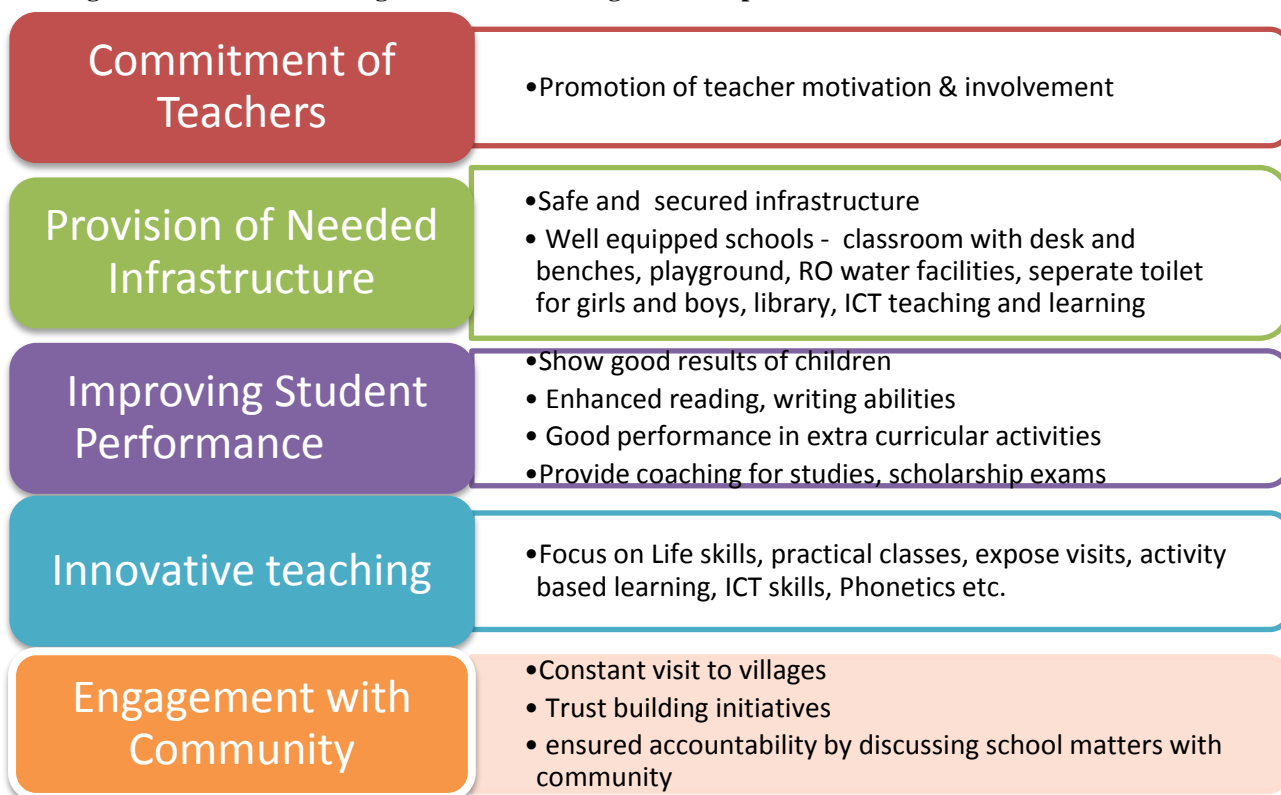 Commitment of
Teachers
•Promotion of teacher motivation & involvement
Provision of Needed
Infrastructure
•Safe and secured infrastructure
• Well equipped schools - classroom with desk and
benches, playground, RO water facilities, seperate toilet
for girls and boys, library, ICT teaching and learning
Improving Student
Performance
•Show good results of children
• Enhanced reading, writing abilities
• Good performance in extra curricular activities
•Provide coaching for studies, scholarship exams
Innovative teaching
•Focus on Life skills, practical classes, expose visits, activity
based learning, ICT skills, Phonetics etc.
Engagement with
Community
•Constant visit to villages
• Trust building initiatives
• ensured accountability by discussing school matters with
community